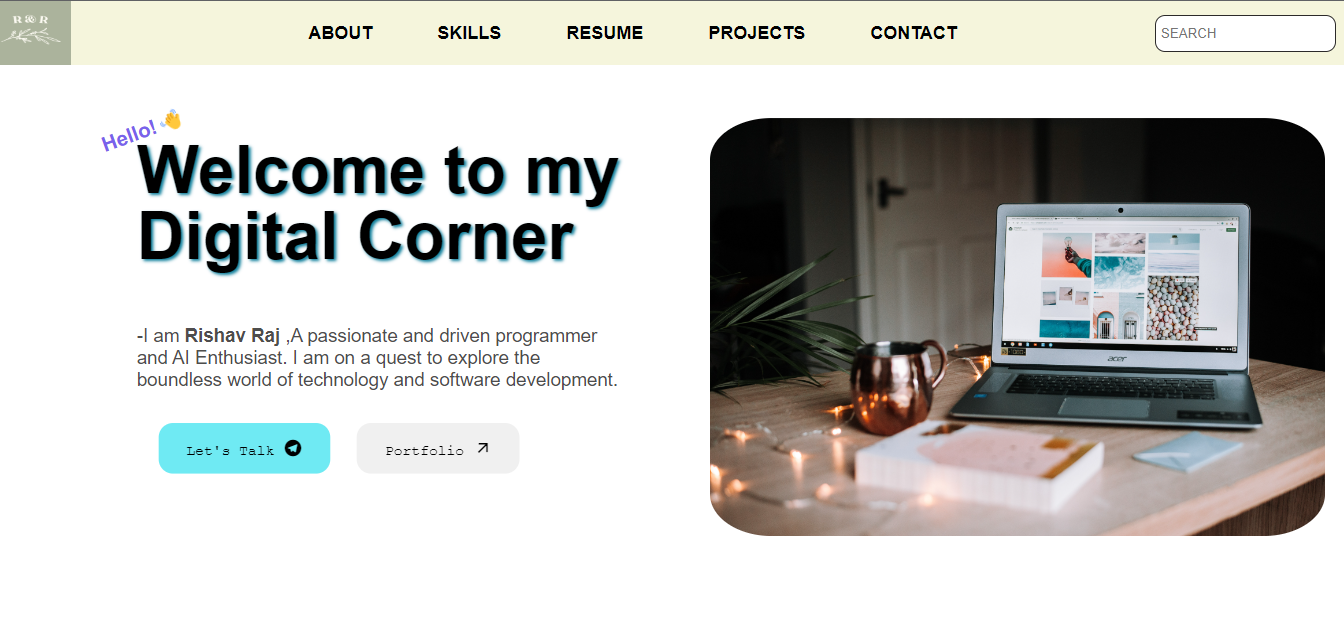 R & R
ABOUT SKILLS RESUME PROJECTS CONTACT
SEARCH
Hello! 👋
Welcome to my
Digital Corner
-I am Rishav Raj ,A passionate and driven programmer
and AI Enthusiast. I am on a quest to explore the
boundless world of technology and software development.
Let's Talk
Portfolio
acer